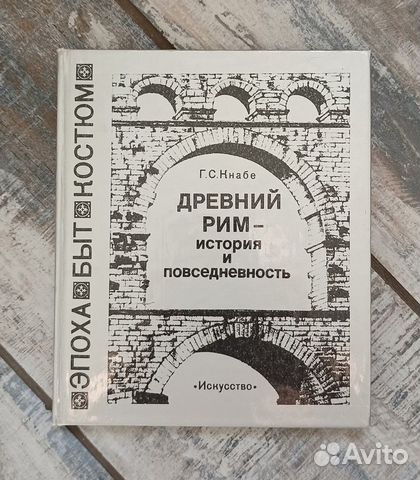 ЭПОХА БЫТ КОСТЮМ
Г.С.Кнабе
ДРЕВНИЙ
РИМ–
история
и
повседневность
«Искусство»
Avito